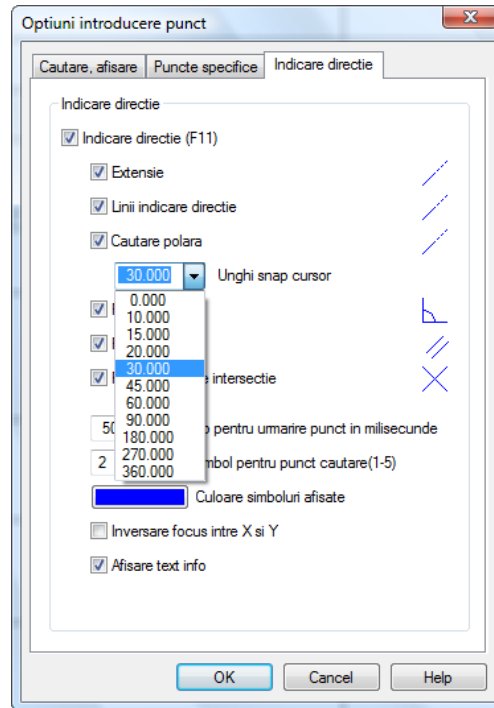 Optiuni introducere punct
Cautare, afisare Puncte specifice Indicare directie
Indicare directie
Indicare directie (F11)
Extensie
Linii indicare directie
Cautare polara
30.000 Unghi snap cursor
0.000
10.000
15.000
20.000
30.000
intersectie
45.000
60.000
90.000
pentru urmarire punct in milisecunde
180.000
270.000
2 pentru punct cautare(1-5)
360.000
Culoare simboluri afisate
Inversare focus intre X si Y
Afisare text info
OK Cancel Help